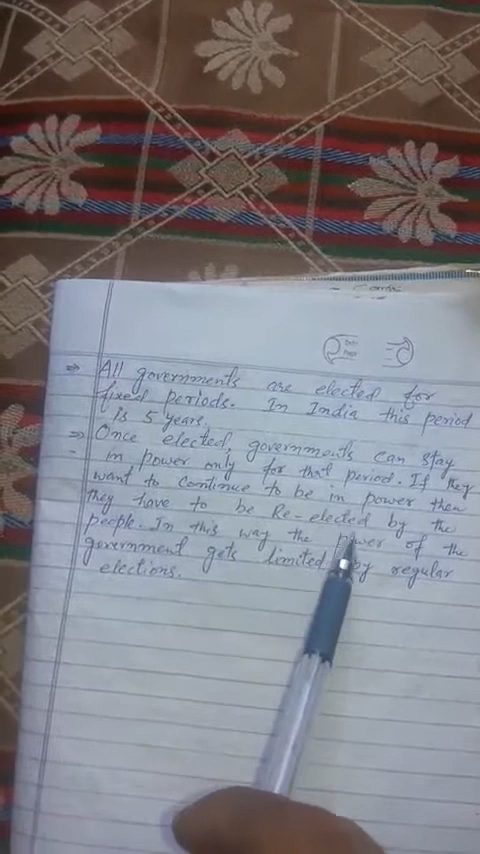 Date
Page
⇒ All governments are elected for
fixed periods. In India this period
is 5 years.
⇒ Once elected, governments can stay
- in power only for that period. If they
want to continue to be in power then
they have to be Re-elected by the
people. In this way the power of the
government gets limited by regular
elections.